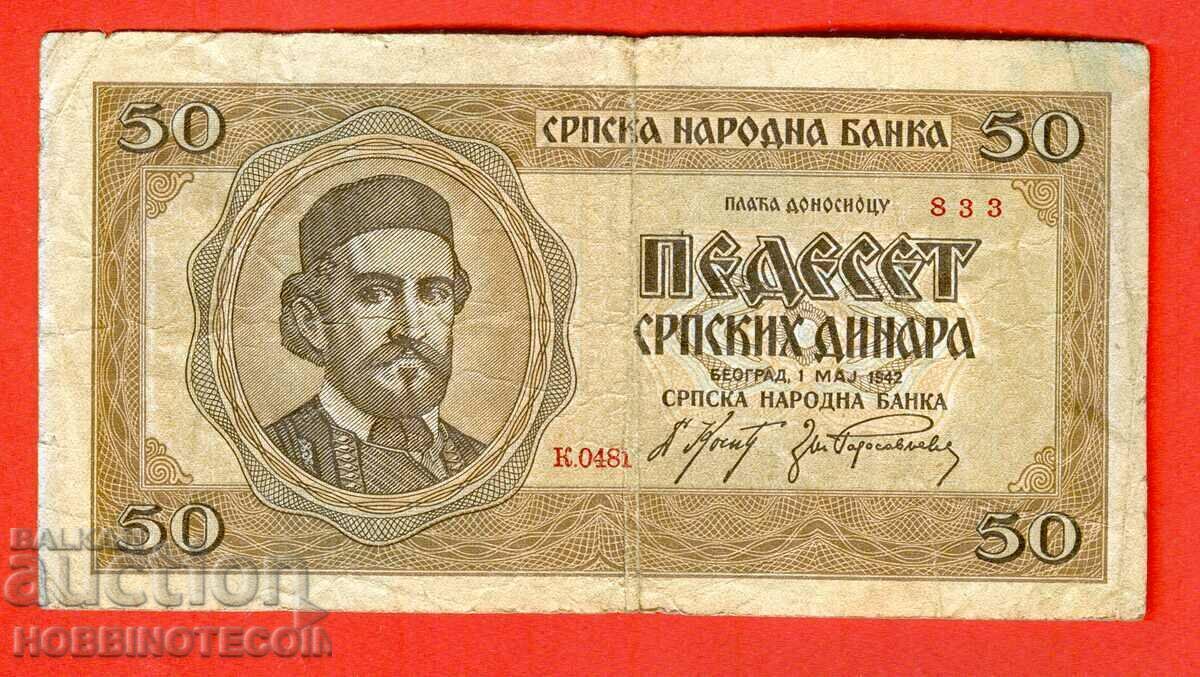 50
СРПСКА НАРОДНА БАНКА
50
ПЛАЋА ДОНОСИОЦУ 833
ПЕДЕСЕТ
СРПСКИХ ДИНАРА
БЕОГРАД, 1 МАЈ 1942
СРПСКА НАРОДНА БАНКА
К.0481
50
50
BALKAN
auction
HOBBINOTECOIN